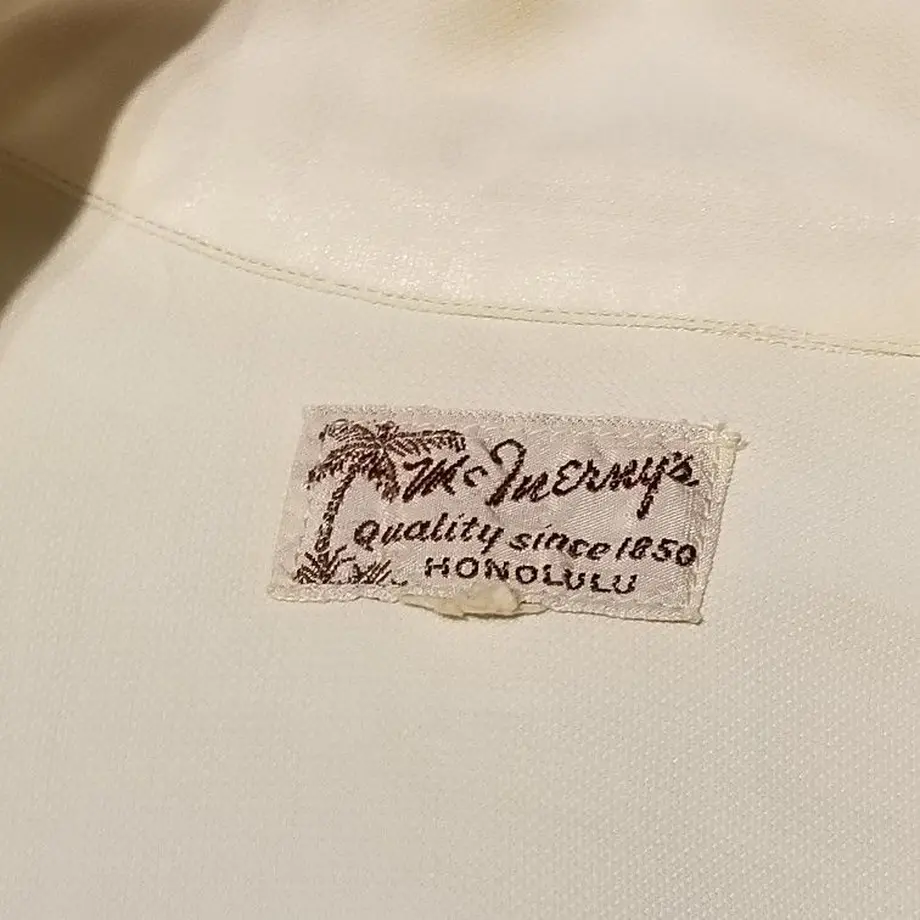 McInerny's
Quality since 1850
HONOLULU